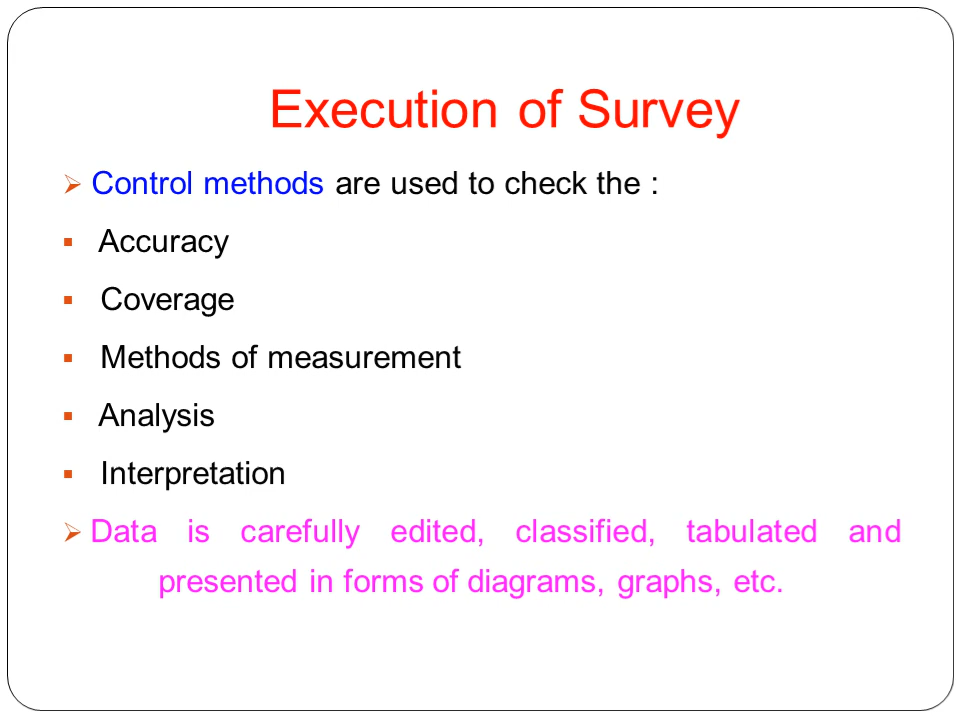 Execution of Survey
Control methods are used to check the :
Accuracy
Coverage
Methods of measurement
Analysis
Interpretation
Data is carefully edited, classified, tabulated and
presented in forms of diagrams, graphs, etc.